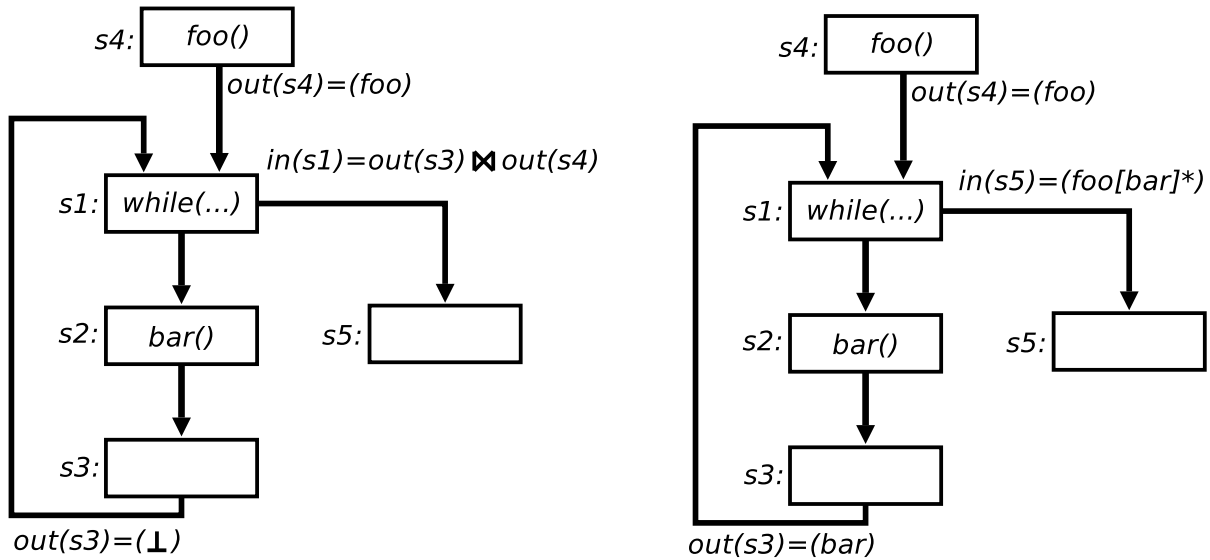 s4: foo()
out(s4)=(foo)
in(s1)=out(s3) ⋈ out(s4)
s1: while(...)
s2: bar()
s5:
s3:
out(s3)=(⊥)
s4: foo()
out(s4)=(foo)
in(s5)=(foo[bar]*)
s1: while(...)
s2: bar()
s5:
s3:
out(s3)=(bar)